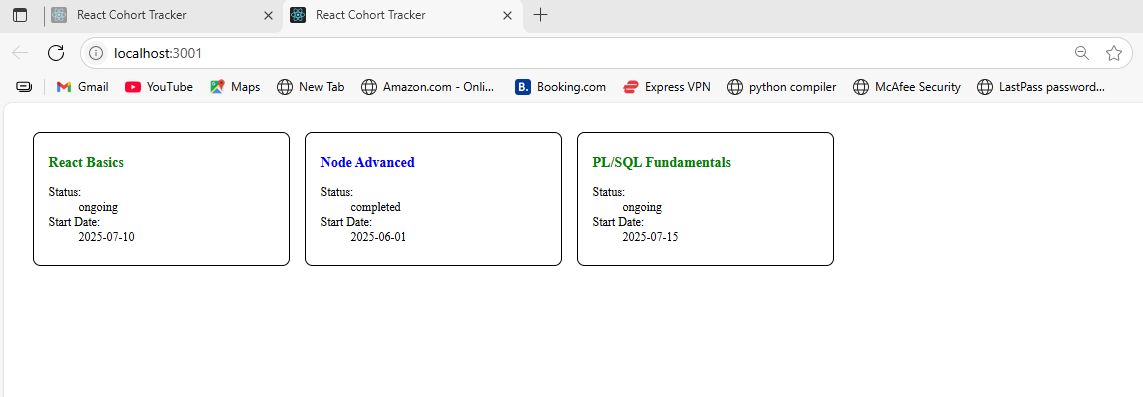 React Cohort Tracker
React Cohort Tracker
localhost:3001
Gmail YouTube Maps New Tab Amazon.com - Onli... B. Booking.com Express VPN python compiler McAfee Security LastPass password...
React Basics
Status:
ongoing
Start Date:
2025-07-10
Node Advanced
Status:
completed
Start Date:
2025-06-01
PL/SQL Fundamentals
Status:
ongoing
Start Date:
2025-07-15